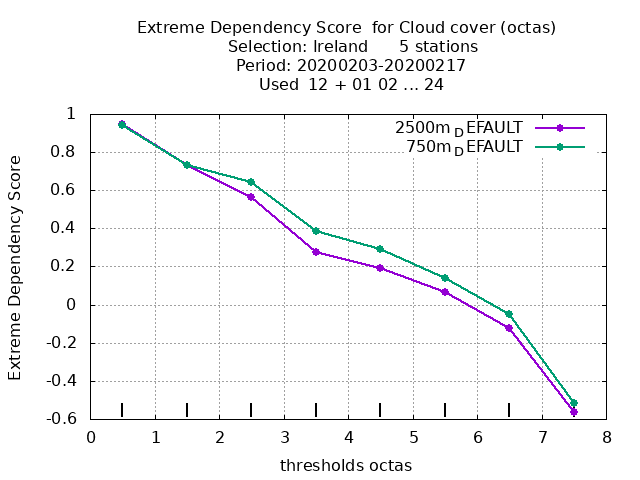 Extreme Dependency Score  for Cloud cover (octas)
Selection: Ireland      5 stations
Period: 20200203-20200217
Used  12 + 01 02 ... 24
1
0.8
0.6
0.4
0.2
0
-0.2
-0.4
-0.6
Extreme Dependency Score
2500mDEFAULT
750mDEFAULT
0 1 2 3 4 5 6 7 8
thresholds octas